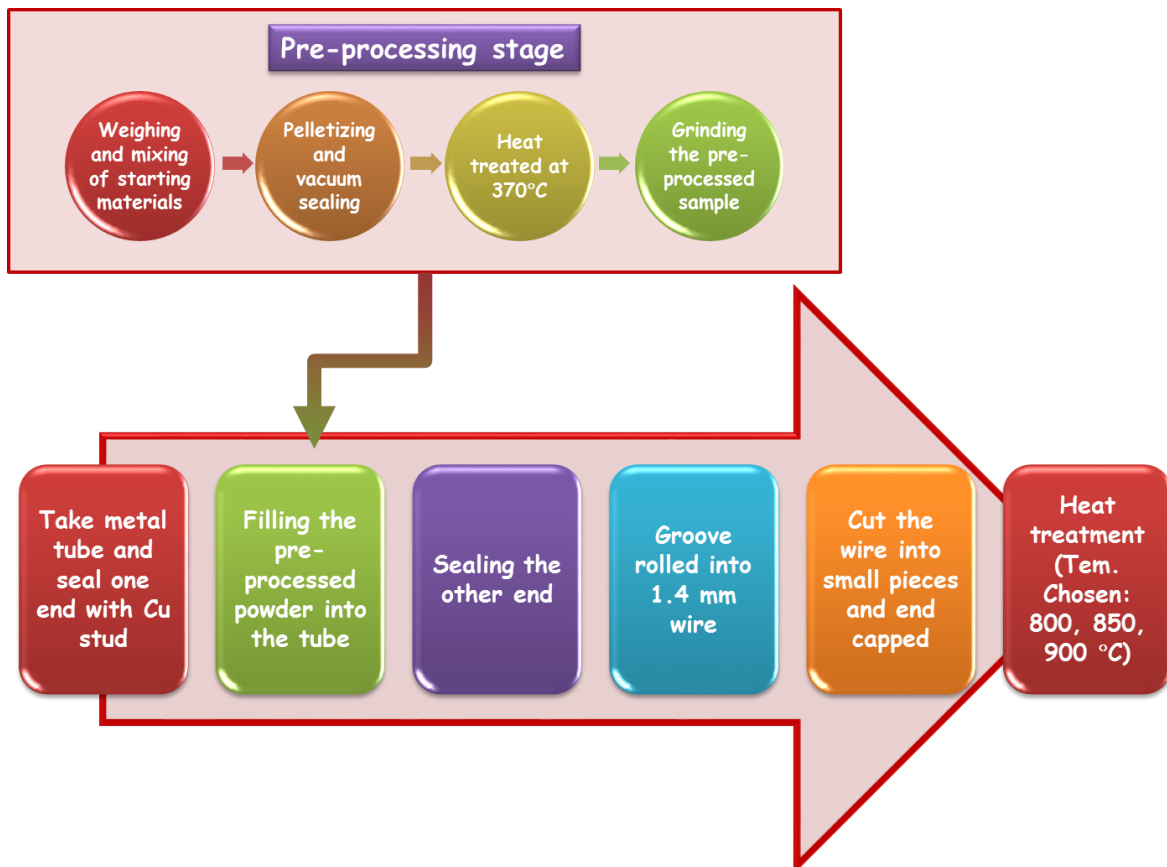 Pre-processing stage
Weighing
and mixing
of starting
materials
Pelletizing
and
vacuum
sealing
Heat
treated at
370°C
Grinding
the pre-
processed
sample
Take metal
tube and
seal one
end with Cu
stud
Filling the
pre-
processed
powder into
the tube
Sealing the
other end
Groove
rolled into
1.4 mm
wire
Cut the
wire into
small pieces
and end
capped
Heat
treatment
(Tem.
Chosen:
800, 850,
900 °C)